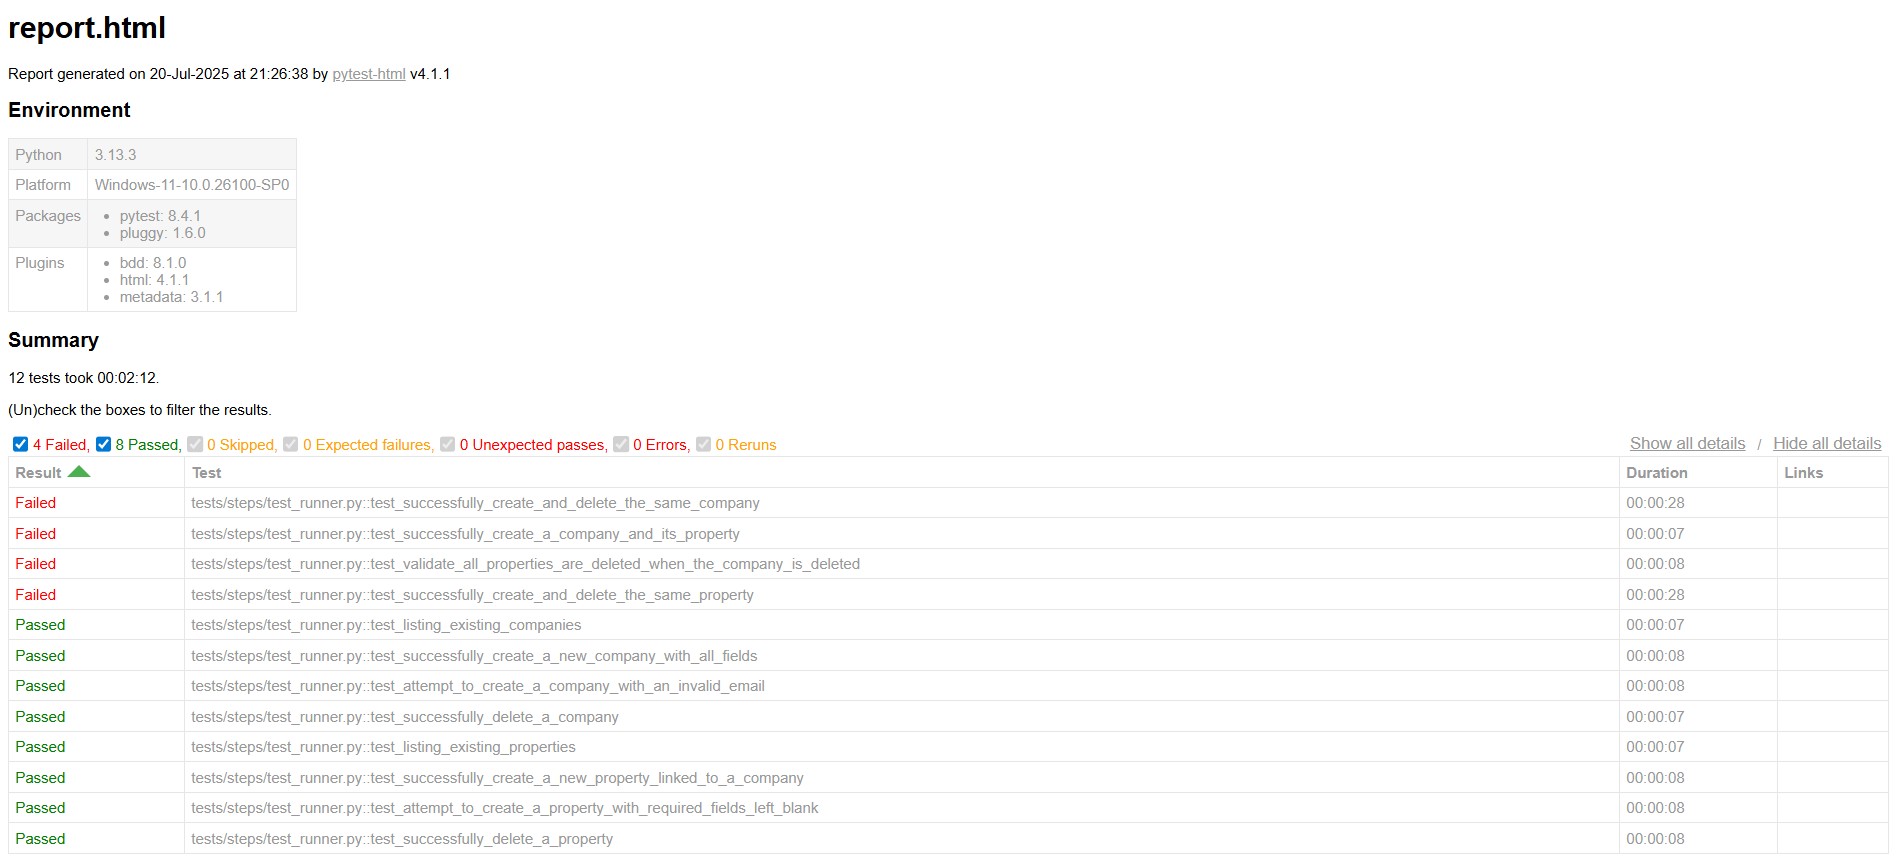 report.html
Report generated on 20-Jul-2025 at 21:26:38 by pytest-html v4.1.1
Environment
Python 3.13.3
Platform Windows-11-10.0.26100-SP0
Packages
pytest: 8.4.1
pluggy: 1.6.0
Plugins
bdd: 8.1.0
html: 4.1.1
metadata: 3.1.1
Summary
12 tests took 00:02:12.
(Un)check the boxes to filter the results.
4 Failed, 8 Passed, 0 Skipped, 0 Expected failures, 0 Unexpected passes, 0 Errors, 0 Reruns Show all details / Hide all details
Result Test Duration Links
Failed tests/steps/test_runner.py::test_successfully_create_and_delete_the_same_company 00:00:28
Failed tests/steps/test_runner.py::test_successfully_create_a_company_and_its_property 00:00:07
Failed tests/steps/test_runner.py::test_validate_all_properties_are_deleted_when_the_company_is_deleted 00:00:08
Failed tests/steps/test_runner.py::test_successfully_create_and_delete_the_same_property 00:00:28
Passed tests/steps/test_runner.py::test_listing_existing_companies 00:00:07
Passed tests/steps/test_runner.py::test_successfully_create_a_new_company_with_all_fields 00:00:08
Passed tests/steps/test_runner.py::test_attempt_to_create_a_company_with_an_invalid_email 00:00:08
Passed tests/steps/test_runner.py::test_successfully_delete_a_company 00:00:07
Passed tests/steps/test_runner.py::test_listing_existing_properties 00:00:07
Passed tests/steps/test_runner.py::test_successfully_create_a_new_property_linked_to_a_company 00:00:08
Passed tests/steps/test_runner.py::test_attempt_to_create_a_property_with_required_fields_left_blank 00:00:08
Passed tests/steps/test_runner.py::test_successfully_delete_a_property 00:00:08